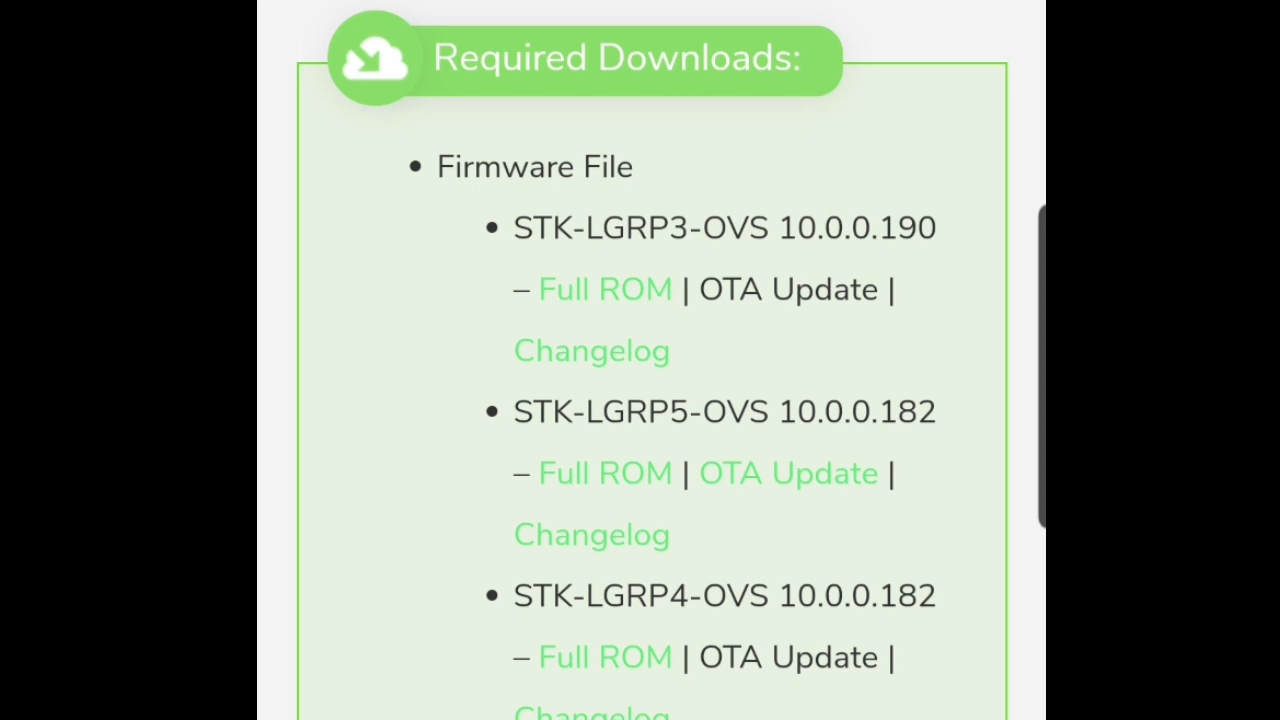 Required Downloads:
• Firmware File
• STK-LGRP3-OVS 10.0.0.190
– Full ROM | OTA Update |
Changelog
• STK-LGRP5-OVS 10.0.0.182
– Full ROM | OTA Update |
Changelog
• STK-LGRP4-OVS 10.0.0.182
– Full ROM | OTA Update |
Changelog